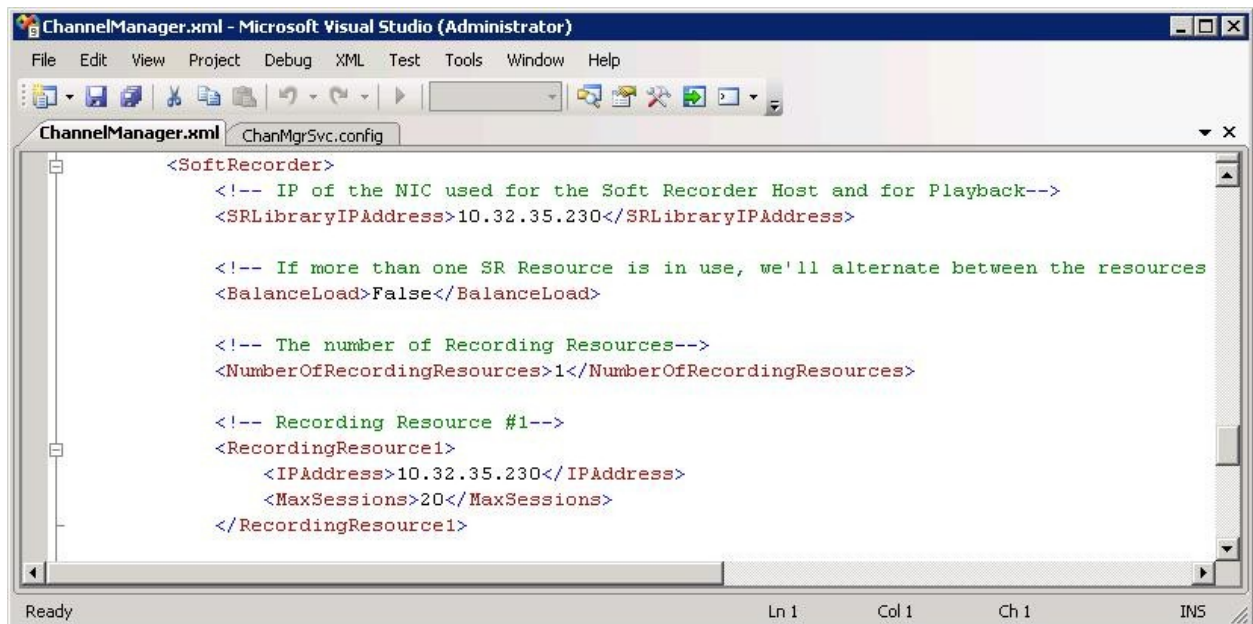 ChannelManager.xml - Microsoft Visual Studio (Administrator)
File Edit View Project Debug XML Test Tools Window Help
ChannelManager.xml ChanMgrSvc.config
<SoftRecorder>
<!-- IP of the NIC used for the Soft Recorder Host and for Playback-->
<SRLibraryIPAddress>10.32.35.230</SRLibraryIPAddress>
<!-- If more than one SR Resource is in use, we'll alternate between the resources
<BalanceLoad>False</BalanceLoad>
<!-- The number of Recording Resources-->
<NumberOfRecordingResources>1</NumberOfRecordingResources>
<!-- Recording Resource #1-->
<RecordingResource1>
<IPAddress>10.32.35.230</IPAddress>
<MaxSessions>20</MaxSessions>
</RecordingResource1>
Ready Ln 1 Col 1 Ch 1 INS